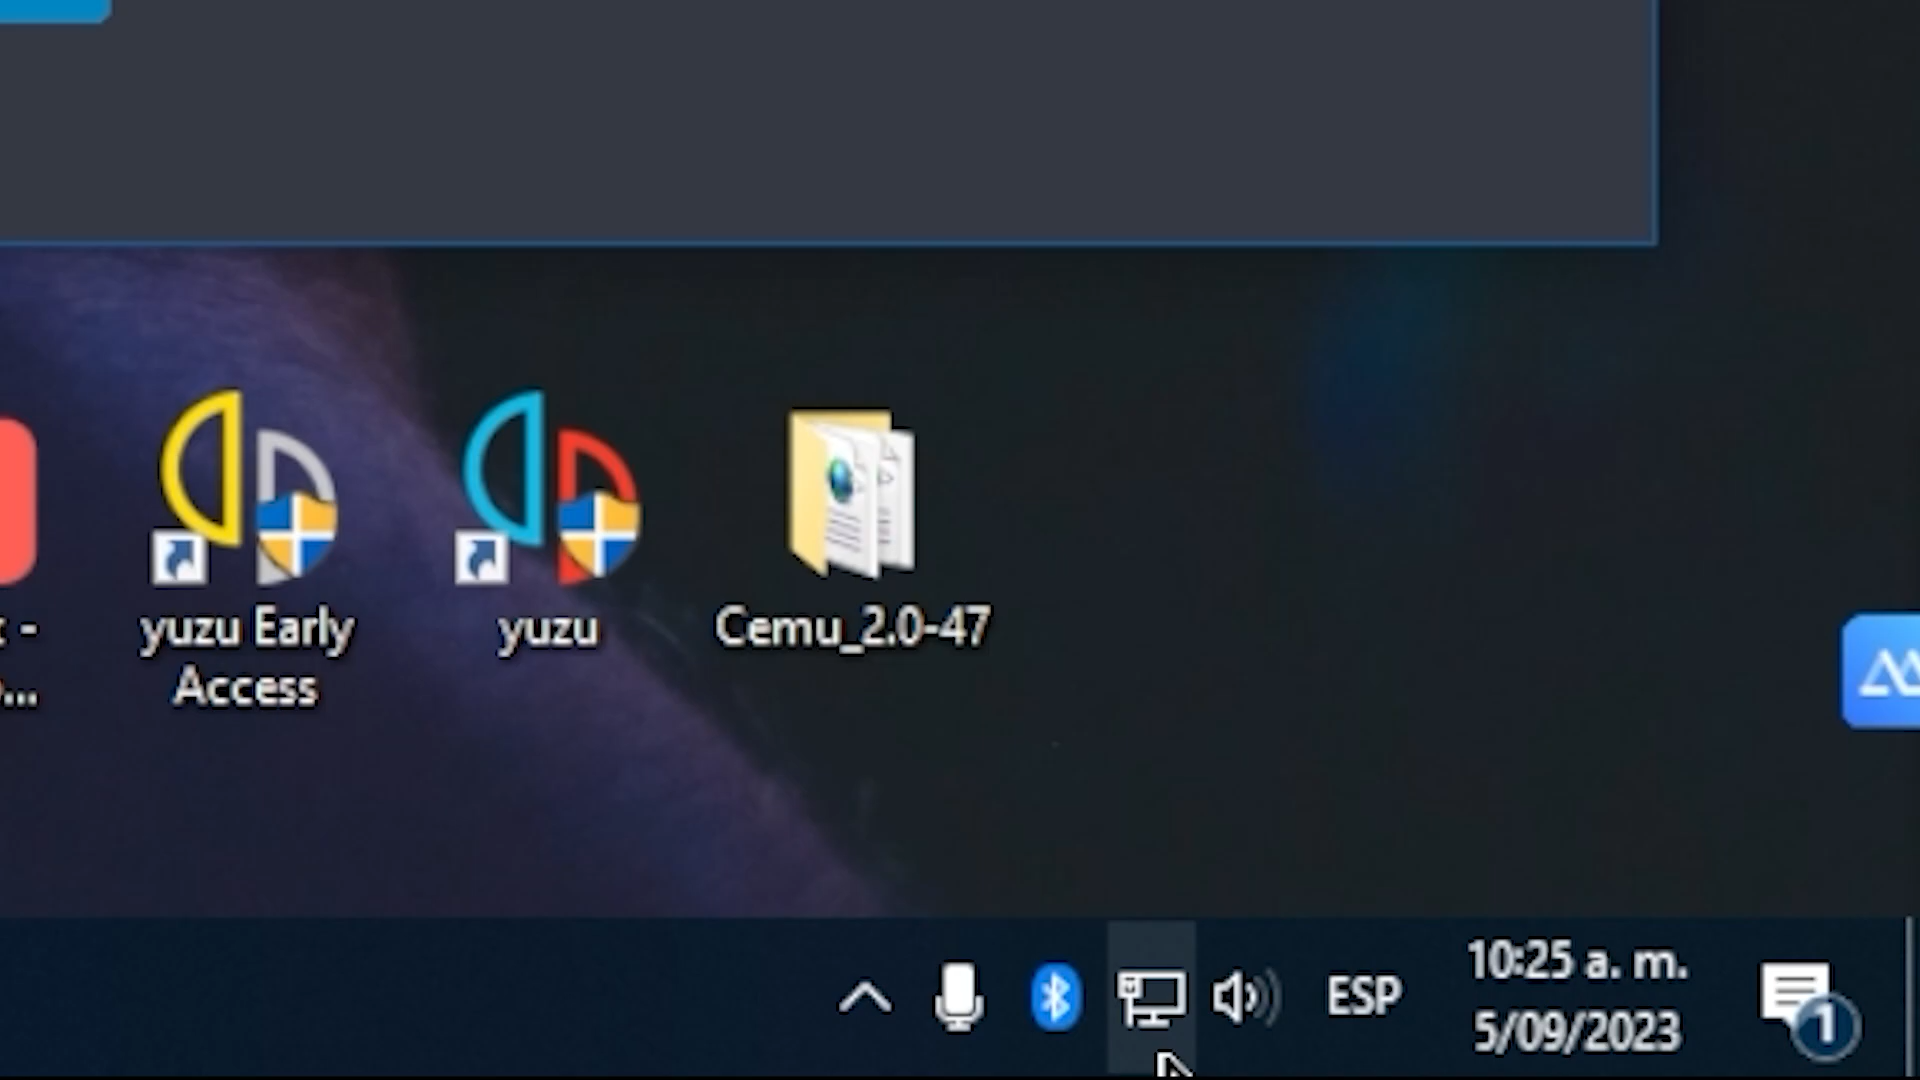 yuzu Early
Access
yuzu
Cemu_2.0-47
ESP
10:25 a. m.
5/09/2023
1